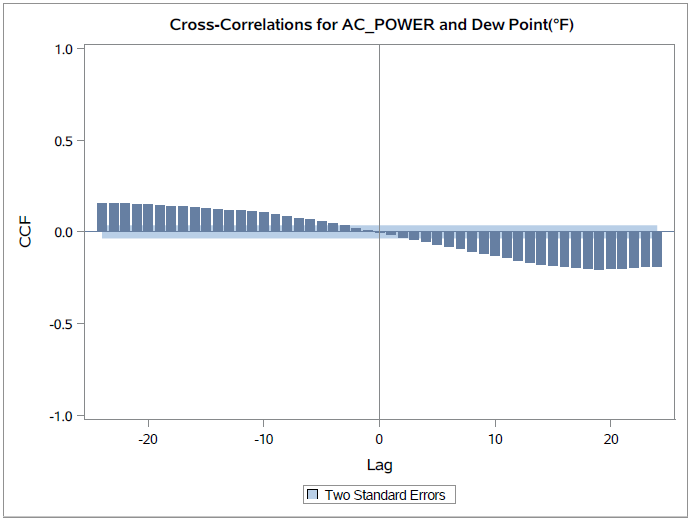 Cross-Correlations for AC_POWER and Dew Point(°F)
1.0
0.5
0.0
-0.5
-1.0
CCF
-20 -10 0 10 20
Lag
Two Standard Errors